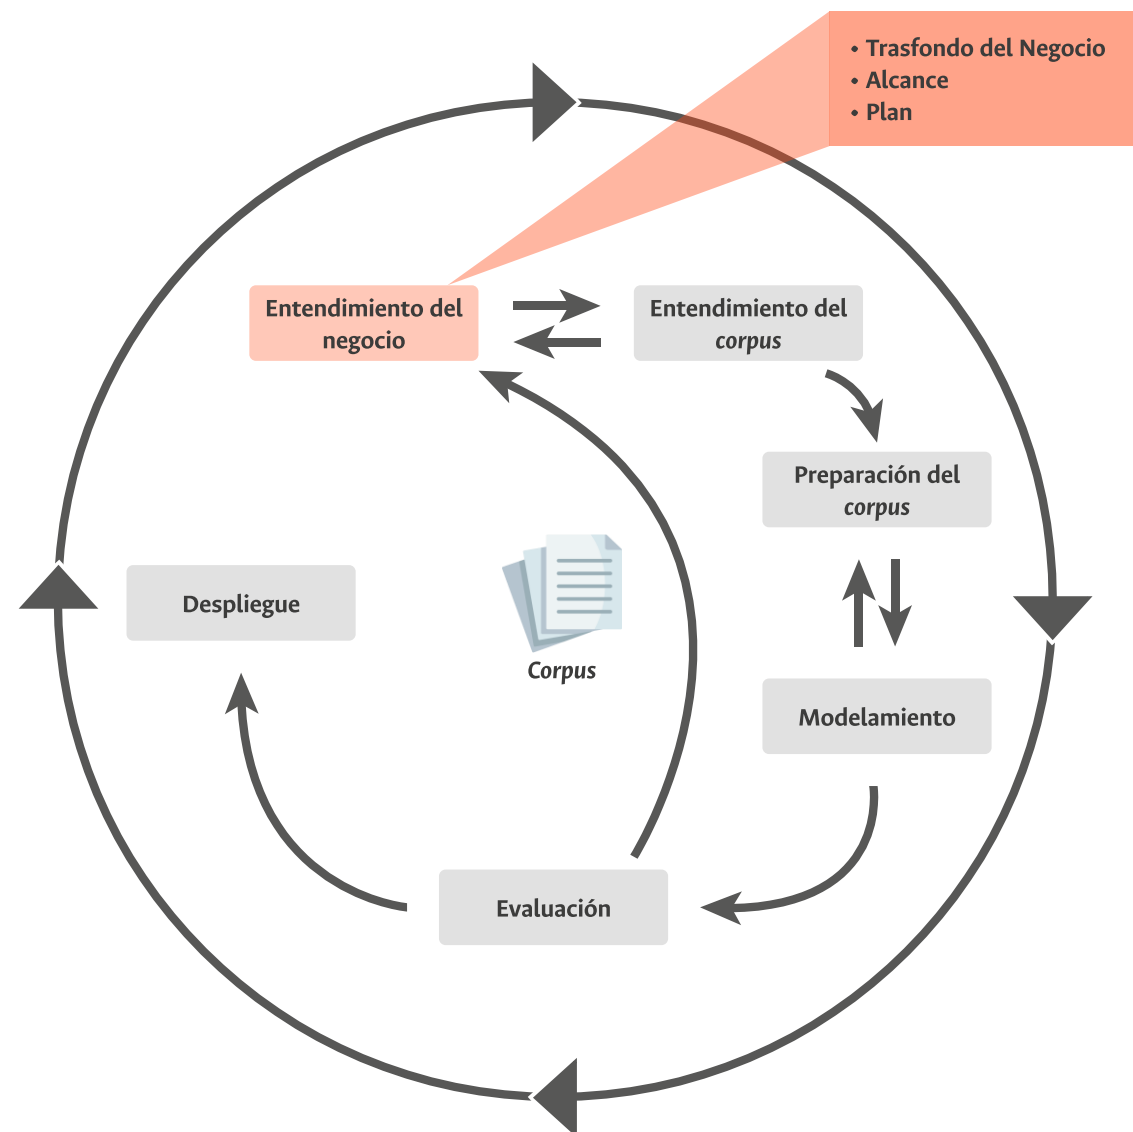 • Trasfondo del Negocio
• Alcance
• Plan
Entendimiento del
negocio
Entendimiento del
corpus
Preparación del
corpus
Despliegue
Corpus
Modelamiento
Evaluación